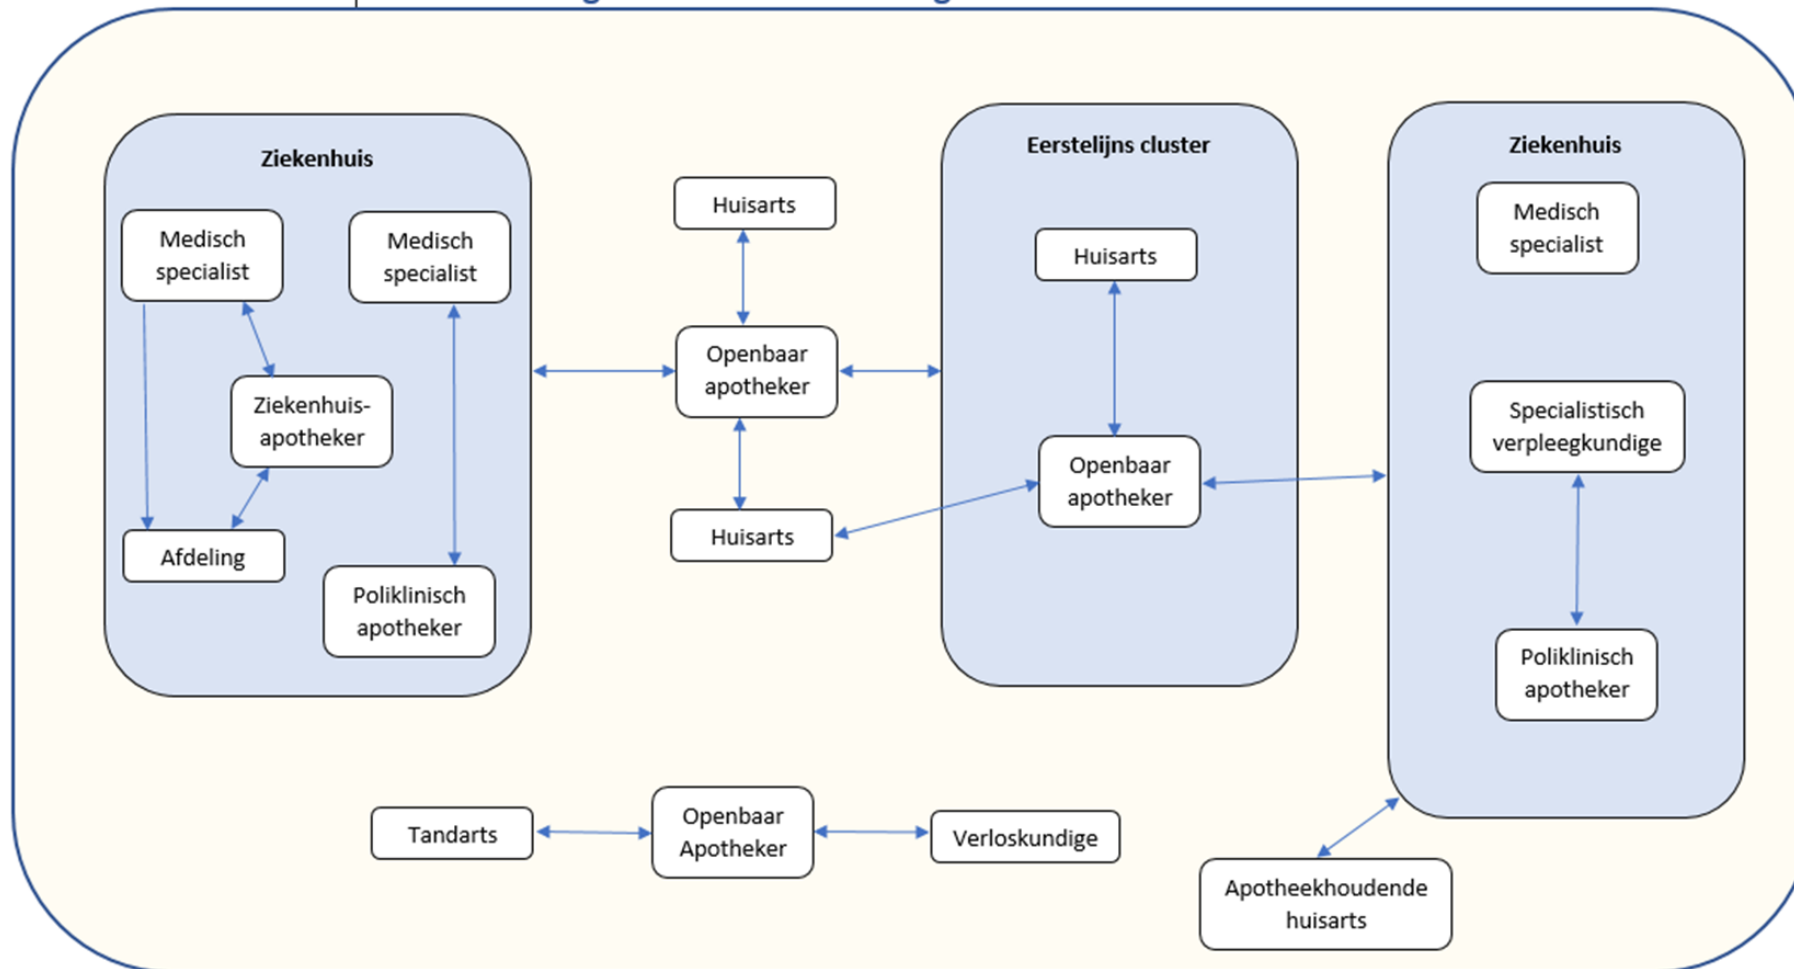 Ziekenhuis
Medisch
specialist
Medisch
specialist
Ziekenhuis-
apotheker
Afdeling
Poliklinisch
apotheker
Huisarts
Openbaar
apotheker
Huisarts
Eerstelijns cluster
Huisarts
Openbaar
apotheker
Ziekenhuis
Medisch
specialist
Specialistisch
verpleegkundige
Poliklinisch
apotheker
Tandarts
Openbaar
Apotheker
Verloskundige
Apotheekhoudende
huisarts